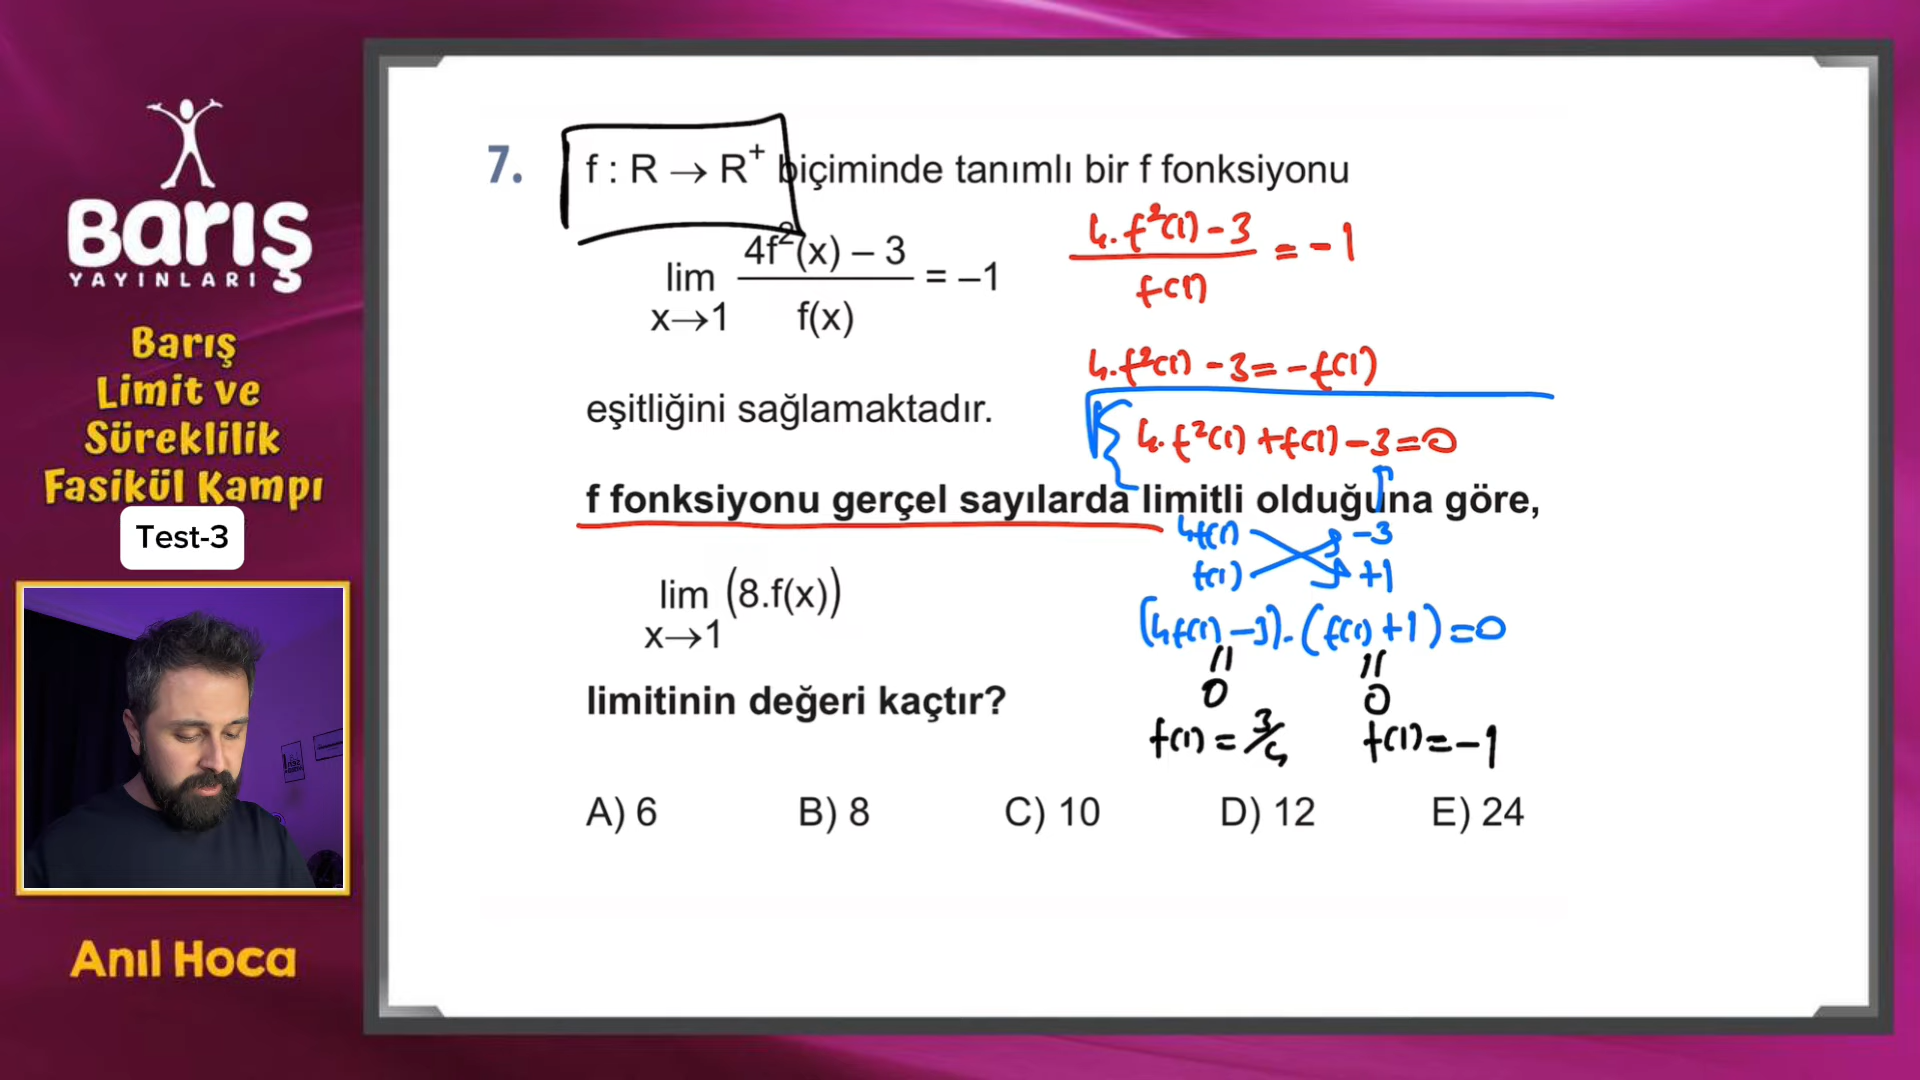 Barış
YAYINLARI
Barış
Limit ve
Süreklilik
Fasikül Kampı
Test-3
Anıl Hoca
7. f : R → R⁺ biçiminde tanımlı bir f fonksiyonu
lim x→1 (4f²(x) – 3) / f(x) = –1
eşitliğini sağlamaktadır.
f fonksiyonu gerçel sayılarda limitli olduğuna göre,
lim x→1 (8.f(x))
limitinin değeri kaçtır?
A) 6 B) 8 C) 10 D) 12 E) 24
(4.f²(1) – 3) / f(1) = –1
4.f²(1) – 3 = –f(1)
4.f²(1) + f(1) – 3 = 0
4f(1) –3
f(1) +1
(4f(1) – 3).(f(1) + 1) = 0
= =
0 0
f(1) = 3/4 f(1) = –1